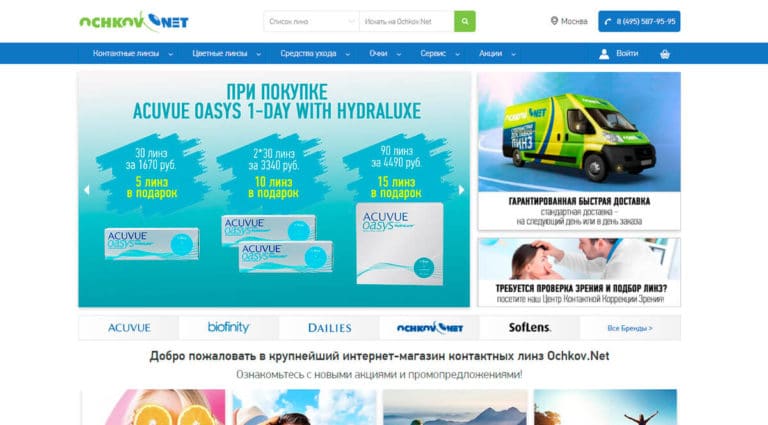 OCHKOV NET
Список линз
Искать на Ochkov.Net
Москва
8 (495) 587-95-95
Контактные линзы
Цветные линзы
Средства ухода
Очки
Сервис
Акции
Войти
ПРИ ПОКУПКЕ
ACUVUE OASYS 1-DAY WITH HYDRALUXE
30 линз
за 1670 руб.
5 линз
в подарок
2*30 линз
за 3340 руб.
10 линз
в подарок
90 линз
за 4490 руб.
15 линз
в подарок
ACUVUE
oasys
ACUVUE
oasys
ACUVUE
oasys
ACUVUE
oasys
OCHKOV NET
ЛИНЗ
ГАРАНТИРОВАННАЯ БЫСТРАЯ ДОСТАВКА
стандартная доставка –
на следующий день или в день заказа
ТРЕБУЕТСЯ ПРОВЕРКА ЗРЕНИЯ И ПОДБОР ЛИНЗ?
посетите наш Центр Контактной Коррекции Зрения!
ACUVUE
biofinity
DAILIES
OCHKOV NET
SofLens.
Все Бренды >
Добро пожаловать в крупнейший интернет-магазин контактных линз Ochkov.Net
Ознакомьтесь с новыми акциями и промопредложениями!